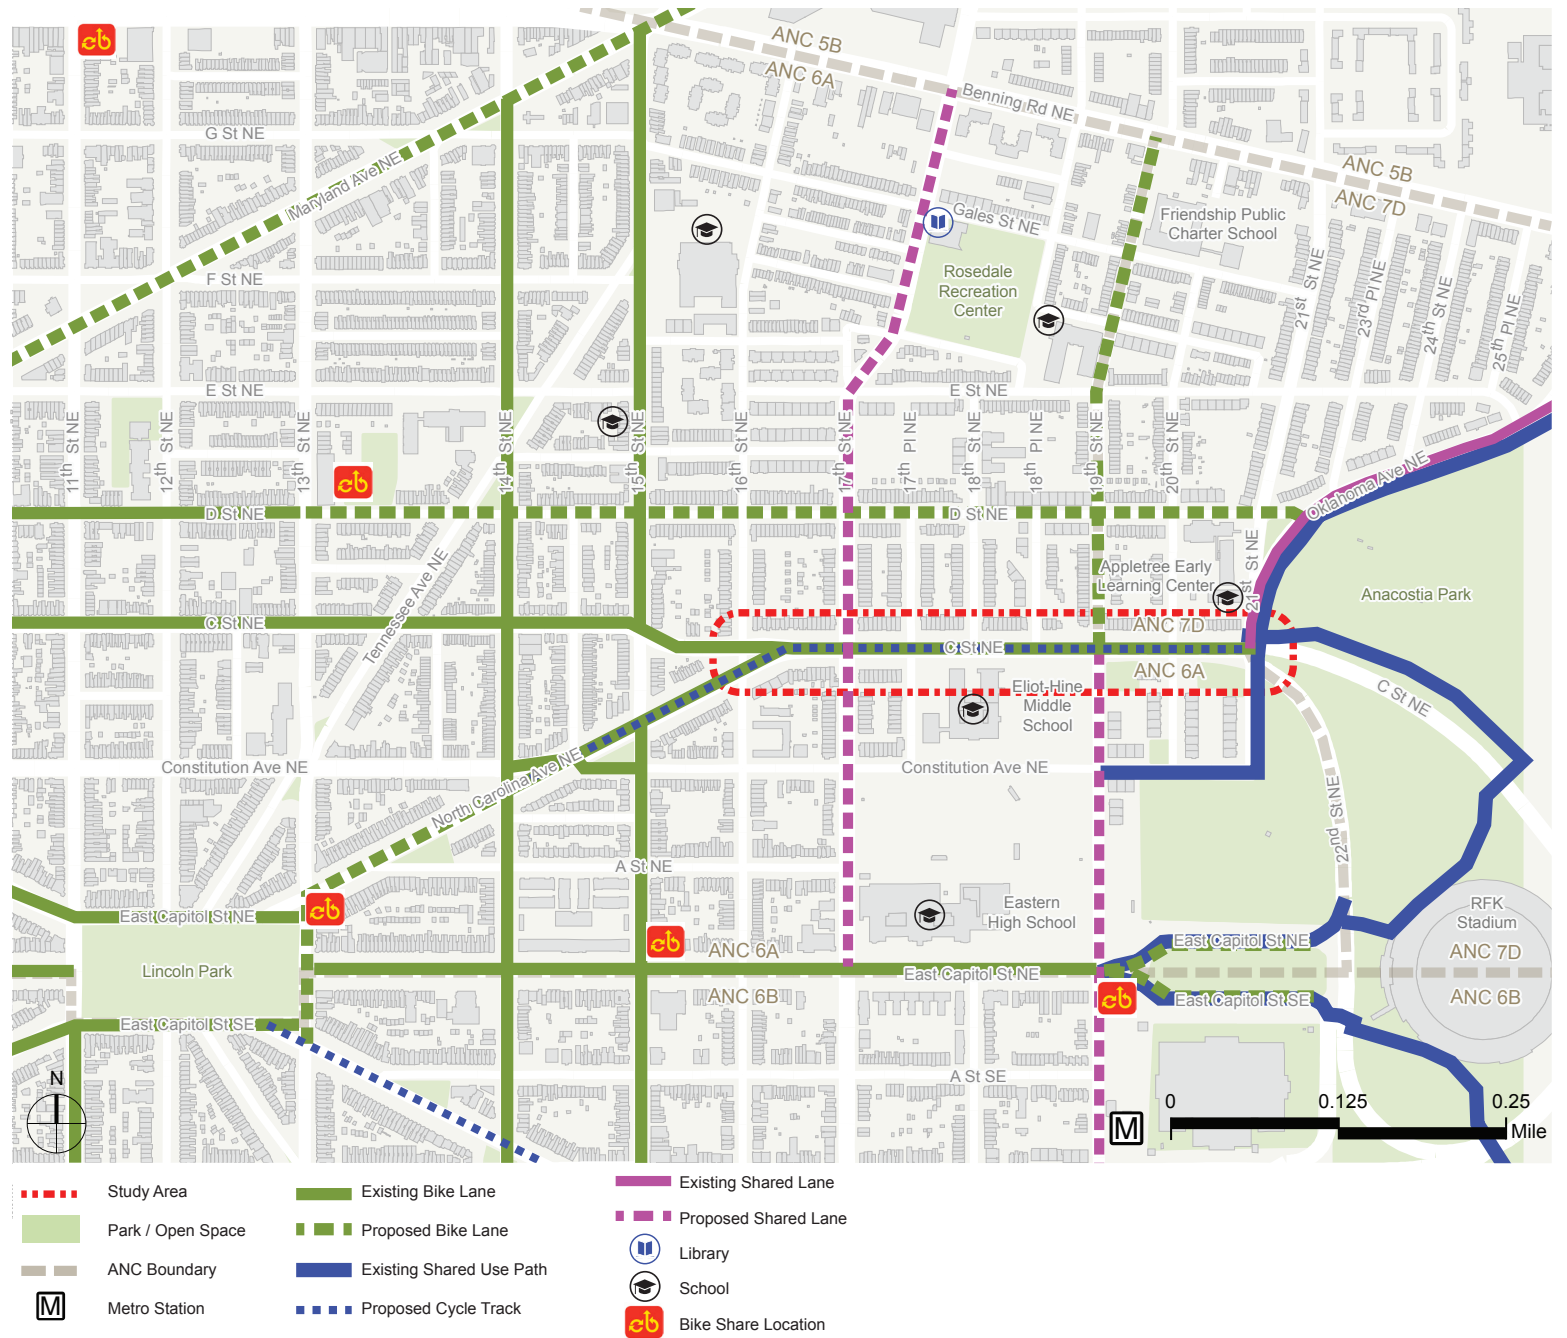 ANC 5B
ANC 6A
Benning Rd NE
G St NE
Maryland Ave NE
ANC 5B
ANC 7D
Gales St NE
Friendship Public
Charter School
F St NE
Rosedale
Recreation
Center
21st St NE
23rd Pl NE
24th St NE
25th Pl NE
E St NE
E St NE
11th St NE
12th St NE
13th St NE
14th St NE
15th St NE
16th St NE
17th St NE
17th Pl NE
18th St NE
18th Pl NE
19th St NE
20th St NE
D St NE
D St NE
Oklahoma Ave NE
Tennessee Ave NE
Appletree Early
Learning Center
21st St NE
Anacostia Park
C St NE
ANC 7D
C St NE
ANC 6A
Eliot-Hine
Middle
School
C St NE
Constitution Ave NE
North Carolina Ave NE
Constitution Ave NE
22nd St NE
A St NE
East Capitol St NE
Eastern
High School
RFK
Stadium
East Capitol St NE
ANC 6A
ANC 7D
Lincoln Park
East Capitol St NE
ANC 6B
ANC 6B
East Capitol St SE
East Capitol St SE
A St SE
N
M
0
0.125
0.25
Mile
Study Area
Park / Open Space
ANC Boundary
M
Metro Station
Existing Bike Lane
Proposed Bike Lane
Existing Shared Use Path
Proposed Cycle Track
Existing Shared Lane
Proposed Shared Lane
Library
School
Bike Share Location